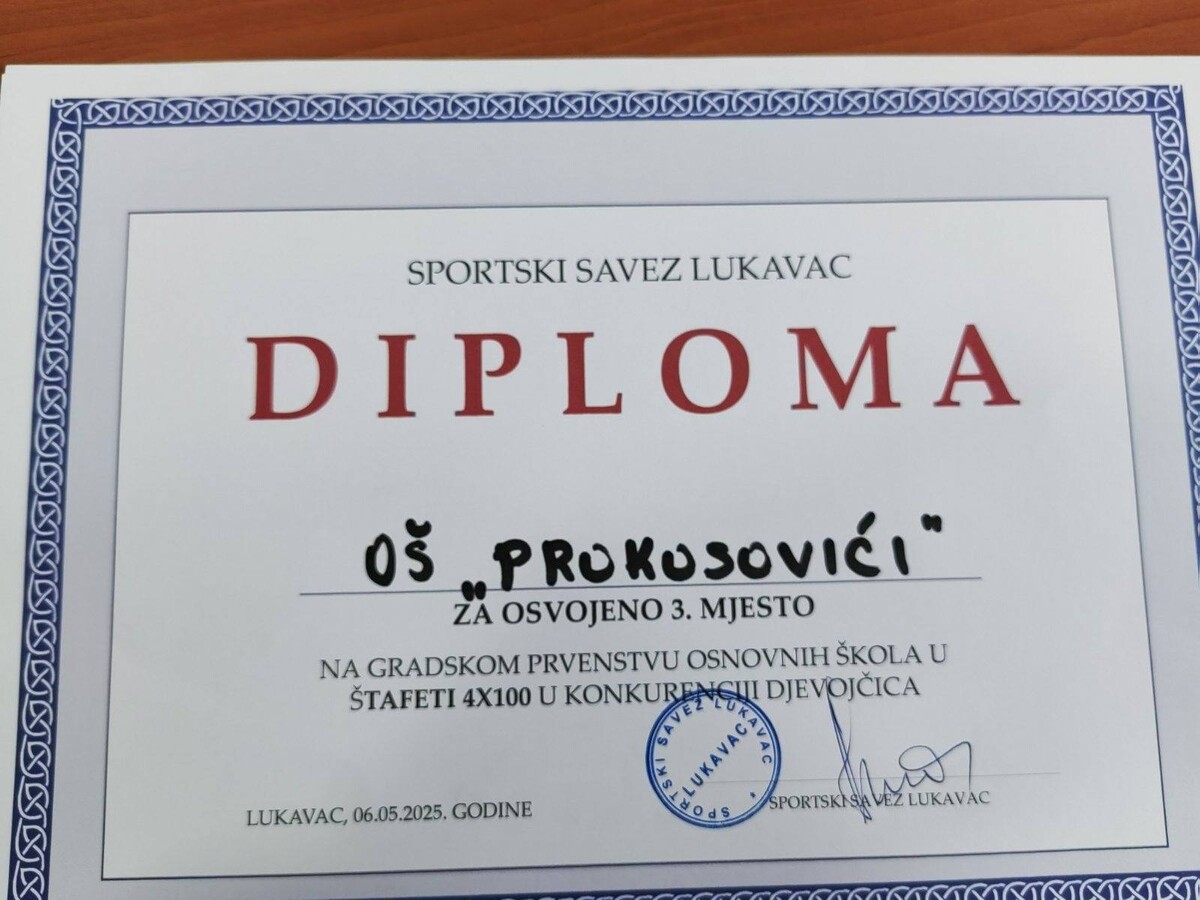 SPORTSKI SAVEZ LUKAVAC
DIPLOMA
OŠ „PROKOSOVIĆI"
ZA OSVOJENO 3. MJESTO
NA GRADSKOM PRVENSTVU OSNOVNIH ŠKOLA U
ŠTAFETI 4X100 U KONKURENCIJI DJEVOJČICA
SPORTSKI SAVEZ LUKAVAC
LUKAVAC
SPORTSKI SAVEZ LUKAVAC
LUKAVAC, 06.05.2025. GODINE